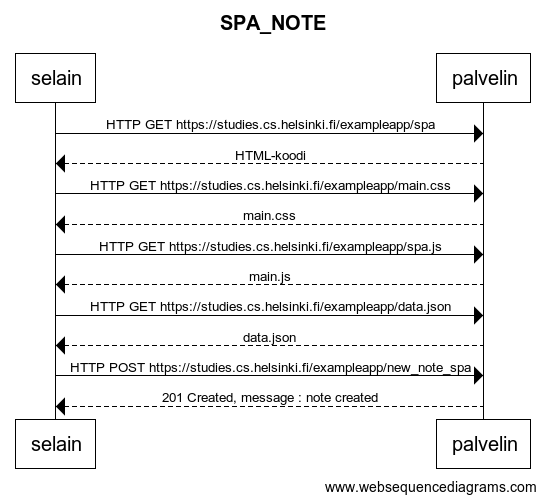 SPA_NOTE
selain
palvelin
HTTP GET https://studies.cs.helsinki.fi/exampleapp/spa
HTML-koodi
HTTP GET https://studies.cs.helsinki.fi/exampleapp/main.css
main.css
HTTP GET https://studies.cs.helsinki.fi/exampleapp/spa.js
main.js
HTTP GET https://studies.cs.helsinki.fi/exampleapp/data.json
data.json
HTTP POST https://studies.cs.helsinki.fi/exampleapp/new_note_spa
201 Created, message : note created
selain
palvelin
www.websequencediagrams.com